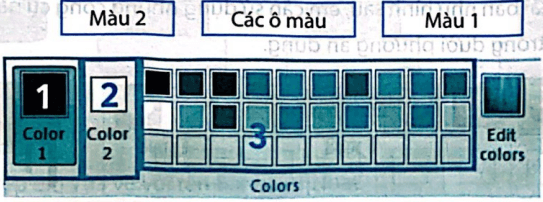 Màu 2
Các ô màu
Màu 1
1
2
3
Color 1
Color 2
Edit colors
Colors